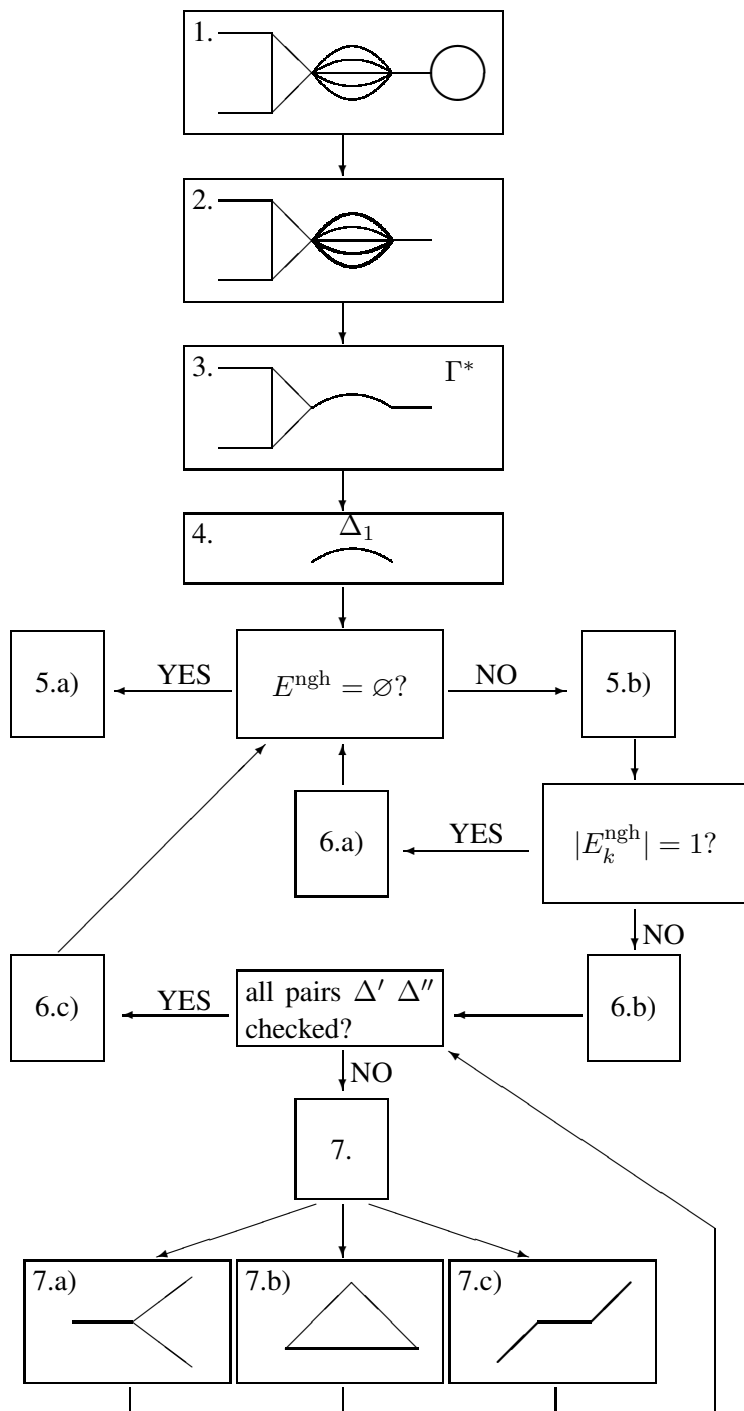 1.
2.
3. Γ*
4. Δ₁
5.a) YES E^ngh = ∅? NO 5.b)
6.a) YES |E_k^ngh| = 1?
NO
6.c) YES all pairs Δ′ Δ″ 6.b)
checked?
NO
7.
7.a) 7.b) 7.c)